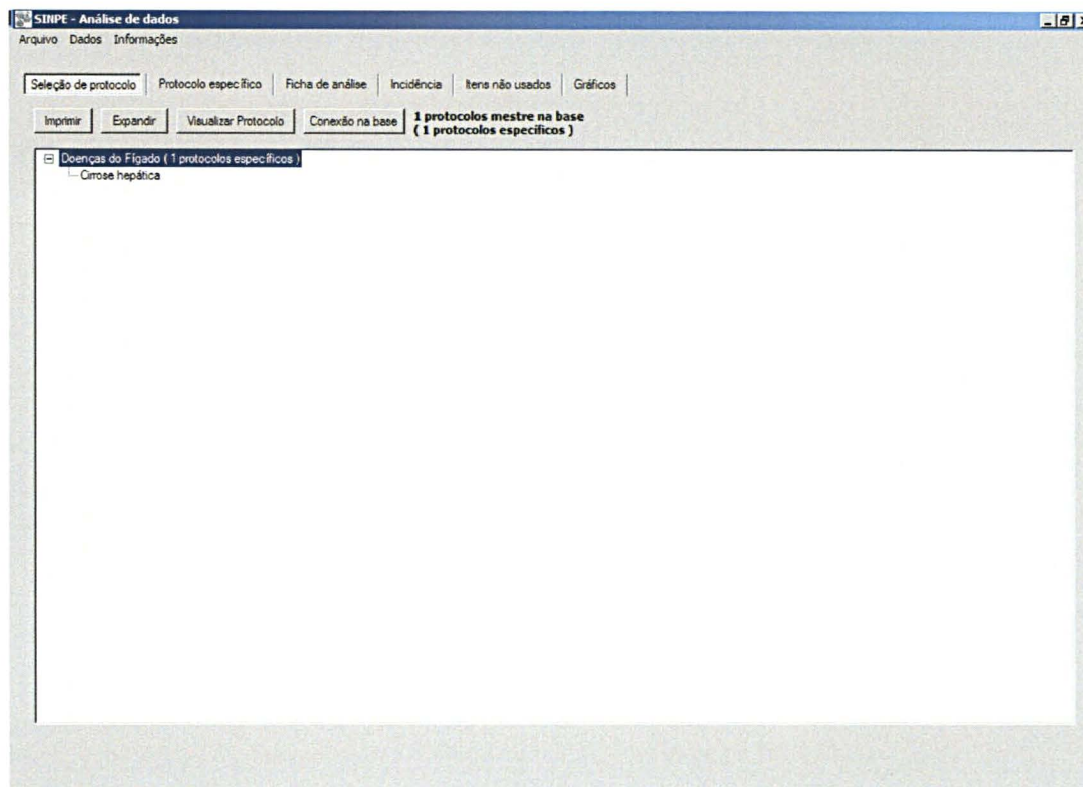 SINPE - Análise de dados
Arquivo Dados Informações
Seleção de protocolo Protocolo específico Ficha de análise Incidência Itens não usados Gráficos
Imprimir Expandir Visualizar Protocolo Conexão na base 1 protocolos mestre na base
( 1 protocolos específicos )
Doenças do Fígado ( 1 protocolos específicos )
Cirrose hepática